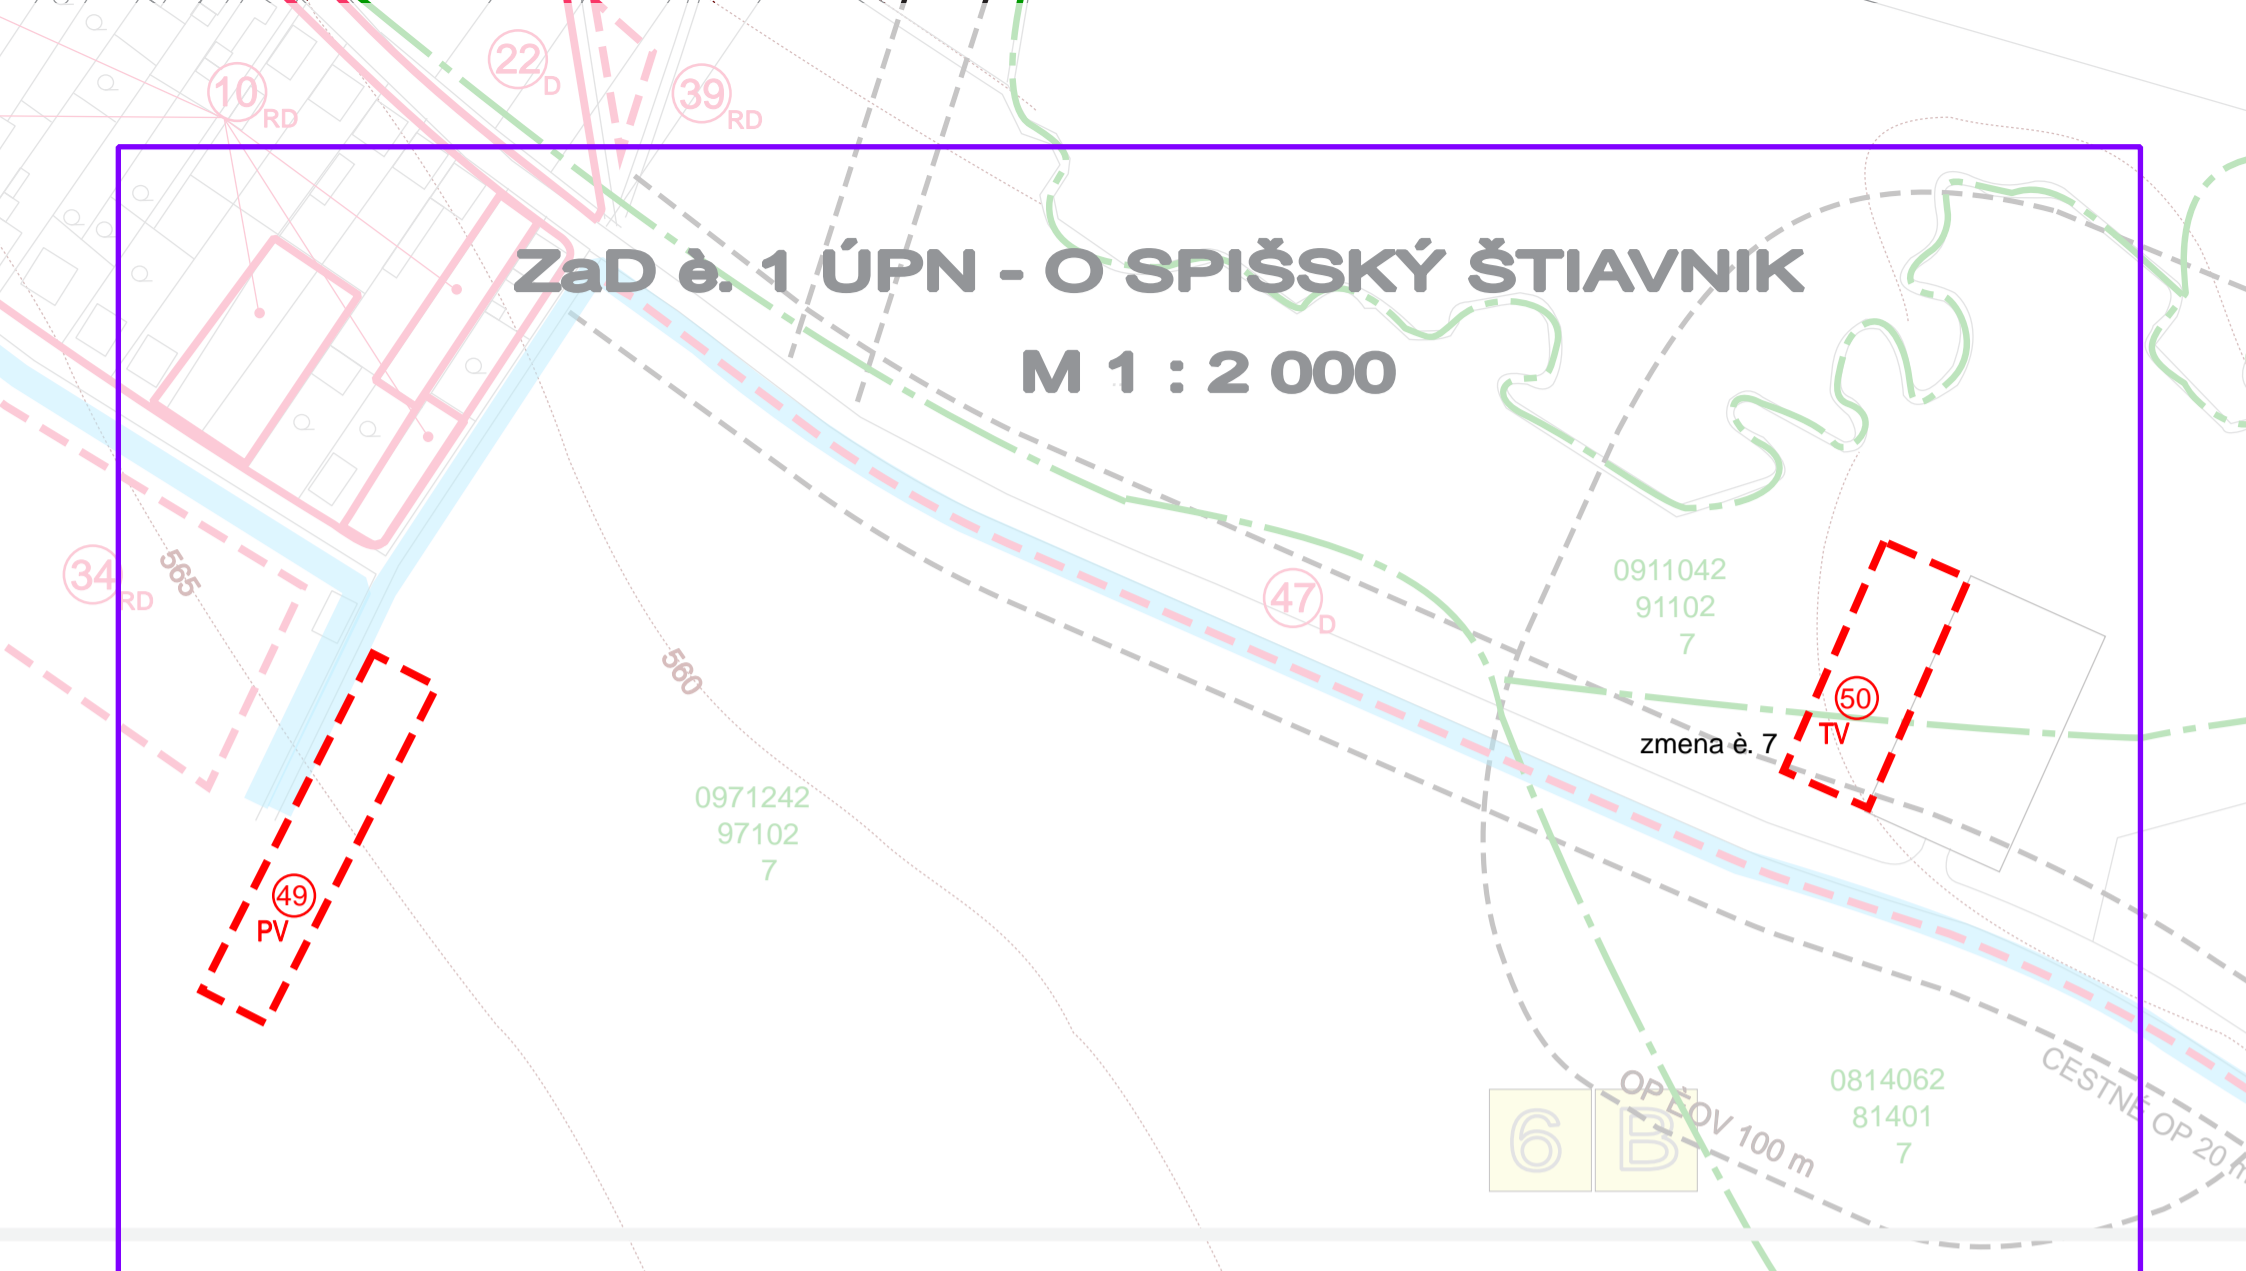 22
D
10
RD
39
RD
ZaD è. 1 ÚPN - O SPIŠSKÝ ŠTIAVNIK
M 1 : 2 000
34
RD
565
560
47
D
0911042
91102
7
50
TV
zmena è. 7
0971242
97102
7
49
PV
6
B
OP ÈOV 100 m
0814062
81401
7
CESTNÉ OP 20 m